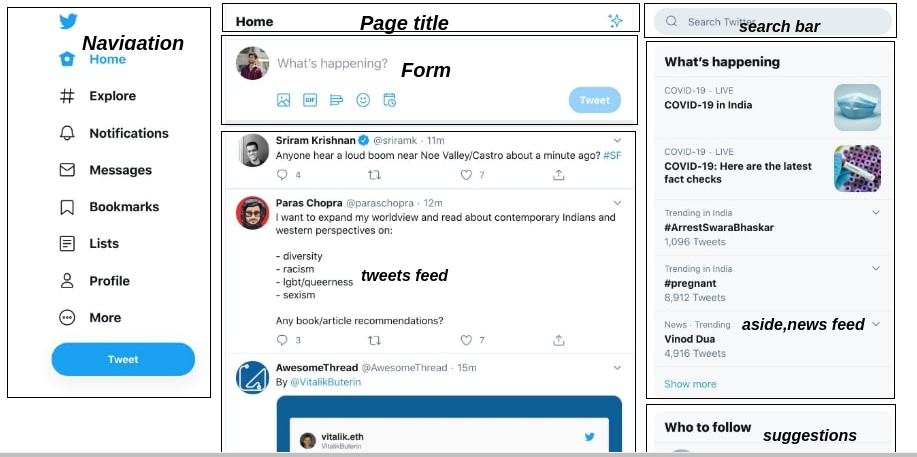 Navigation
Home
Explore
Notifications
Messages
Bookmarks
Lists
Profile
More
Tweet
Home
Page title
What's happening?
Form
GIF
Tweet
Sriram Krishnan @sriramk · 11m
Anyone hear a loud boom near Noe Valley/Castro about a minute ago? #SF
4 7
Paras Chopra @paraschopra · 12m
I want to expand my worldview and read about contemporary Indians and
western perspectives on:
- diversity
- racism
- lgbt/queerness
- sexism
tweets feed
Any book/article recommendations?
3 7
AwesomeThread @AwesomeThread · 15m
By @VitalikButerin
vitalik.eth
VitalikButerin
Search Twitter
search bar
What's happening
COVID-19 · LIVE
COVID-19 in India
COVID-19 · LIVE
COVID-19: Here are the latest
fact checks
Trending in India
#ArrestSwaraBhaskar
1,096 Tweets
Trending in India
#pregnant
8,912 Tweets
News · Trending
aside,news feed
Vinod Dua
4,916 Tweets
Show more
Who to follow
suggestions